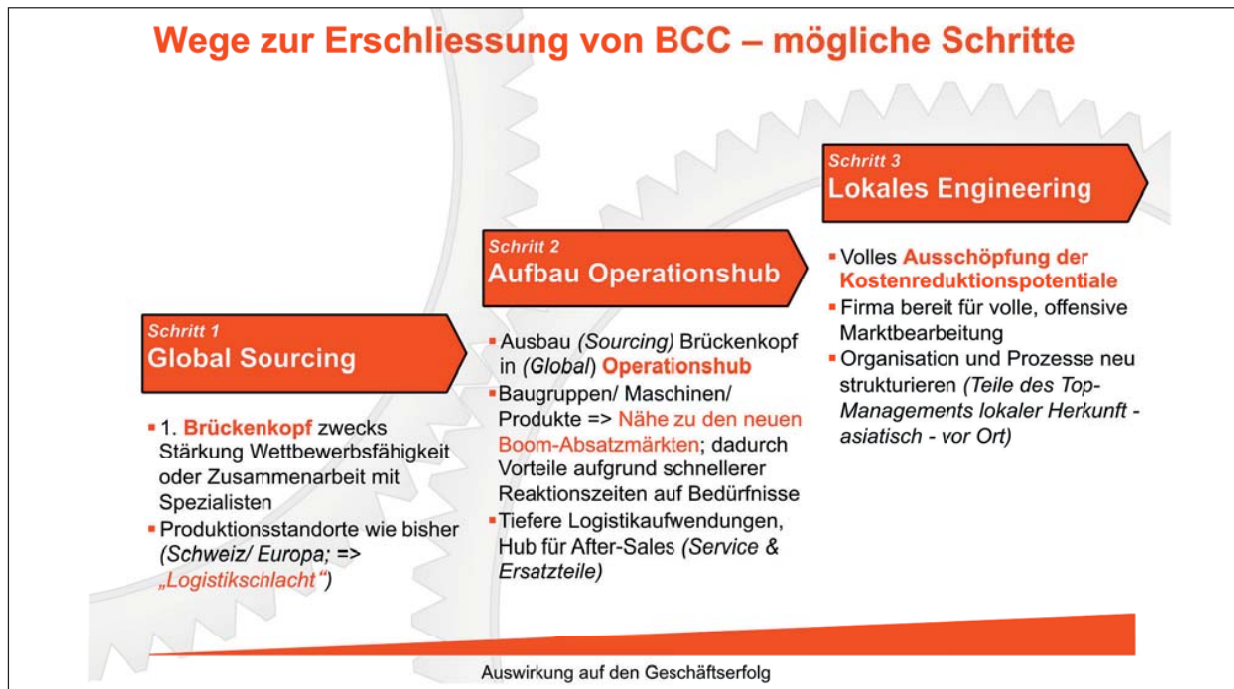 Wege zur Erschliessung von BCC – mögliche Schritte
Schritt 1
Global Sourcing
▪ 1. Brückenkopf zwecks
Stärkung Wettbewerbsfähigkeit
oder Zusammenarbeit mit
Spezialisten
▪ Produktionsstandorte wie bisher
(Schweiz/ Europa; =>
„Logistikschlacht“)
Schritt 2
Aufbau Operationshub
▪ Ausbau (Sourcing) Brückenkopf
in (Global) Operationshub
▪ Baugruppen/ Maschinen/
Produkte => Nähe zu den neuen
Boom-Absatzmärkten; dadurch
Vorteile aufgrund schnellerer
Reaktionszeiten auf Bedürfnisse
▪ Tiefere Logistikaufwendungen,
Hub für After-Sales (Service &
Ersatzteile)
Schritt 3
Lokales Engineering
▪ Volles Ausschöpfung der
Kostenreduktionspotentiale
▪ Firma bereit für volle, offensive
Marktbearbeitung
▪ Organisation und Prozesse neu
strukturieren (Teile des Top-
Managements lokaler Herkunft -
asiatisch - vor Ort)
Auswirkung auf den Geschäftserfolg